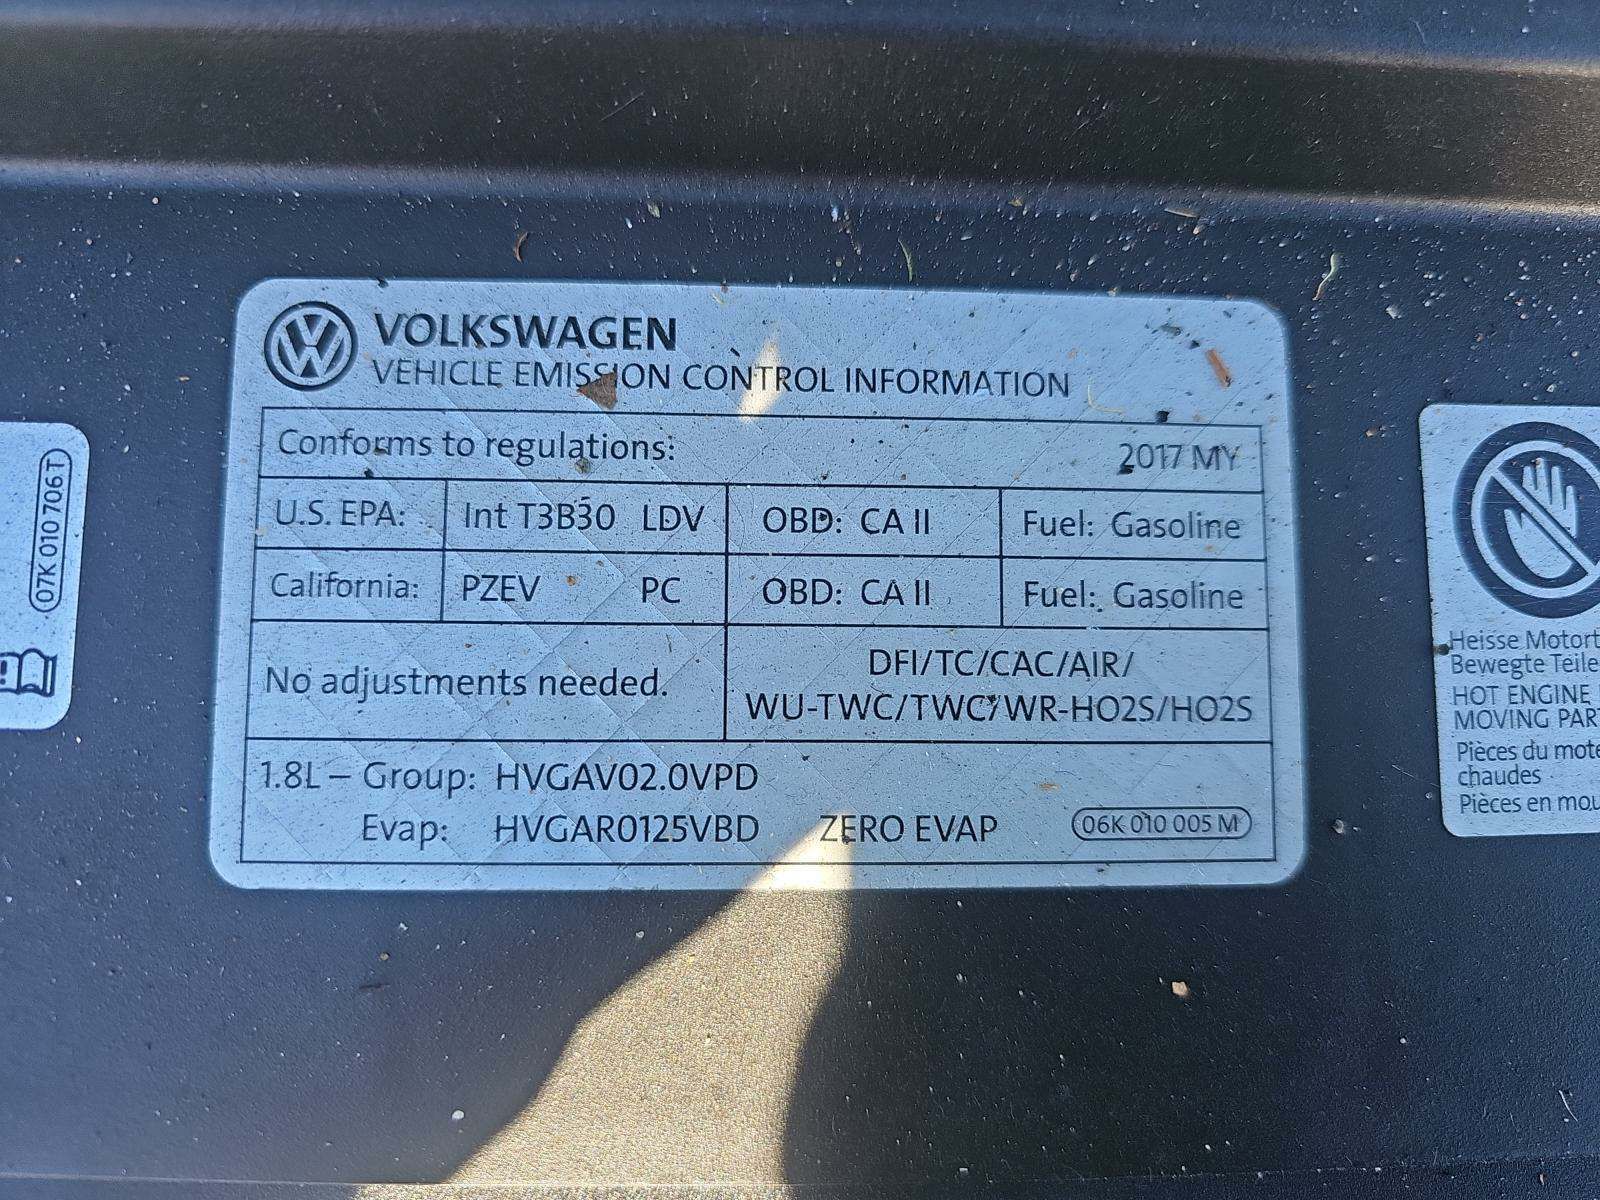 07K 010 706 T
VOLKSWAGEN
VEHICLE EMISSION CONTROL INFORMATION
Conforms to regulations: 2017 MY
U.S. EPA: Int T3B30 LDV OBD: CA II Fuel: Gasoline
California: PZEV PC OBD: CA II Fuel: Gasoline
No adjustments needed.
DFI/TC/CAC/AIR/
WU-TWC/TWC/WR-HO2S/HO2S
1.8L – Group: HVGAV02.0VPD
Evap: HVGAR0125VBD ZERO EVAP 06K 010 005 M
Heisse Motort
Bewegte Teile
HOT ENGINE
MOVING PAR
Pièces du mote
chaudes
Pièces en mou